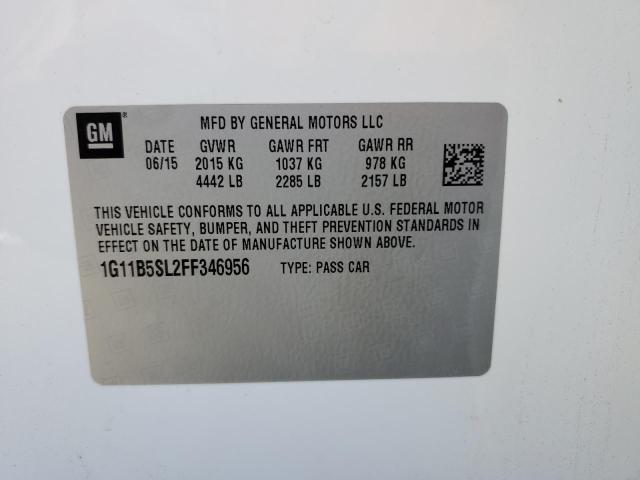 GM®
MFD BY GENERAL MOTORS LLC
DATE GVWR GAWR FRT GAWR RR
06/15 2015 KG 1037 KG 978 KG
4442 LB 2285 LB 2157 LB
THIS VEHICLE CONFORMS TO ALL APPLICABLE U.S. FEDERAL MOTOR
VEHICLE SAFETY, BUMPER, AND THEFT PREVENTION STANDARDS IN
EFFECT ON THE DATE OF MANUFACTURE SHOWN ABOVE.
1G11B5SL2FF346956 TYPE: PASS CAR